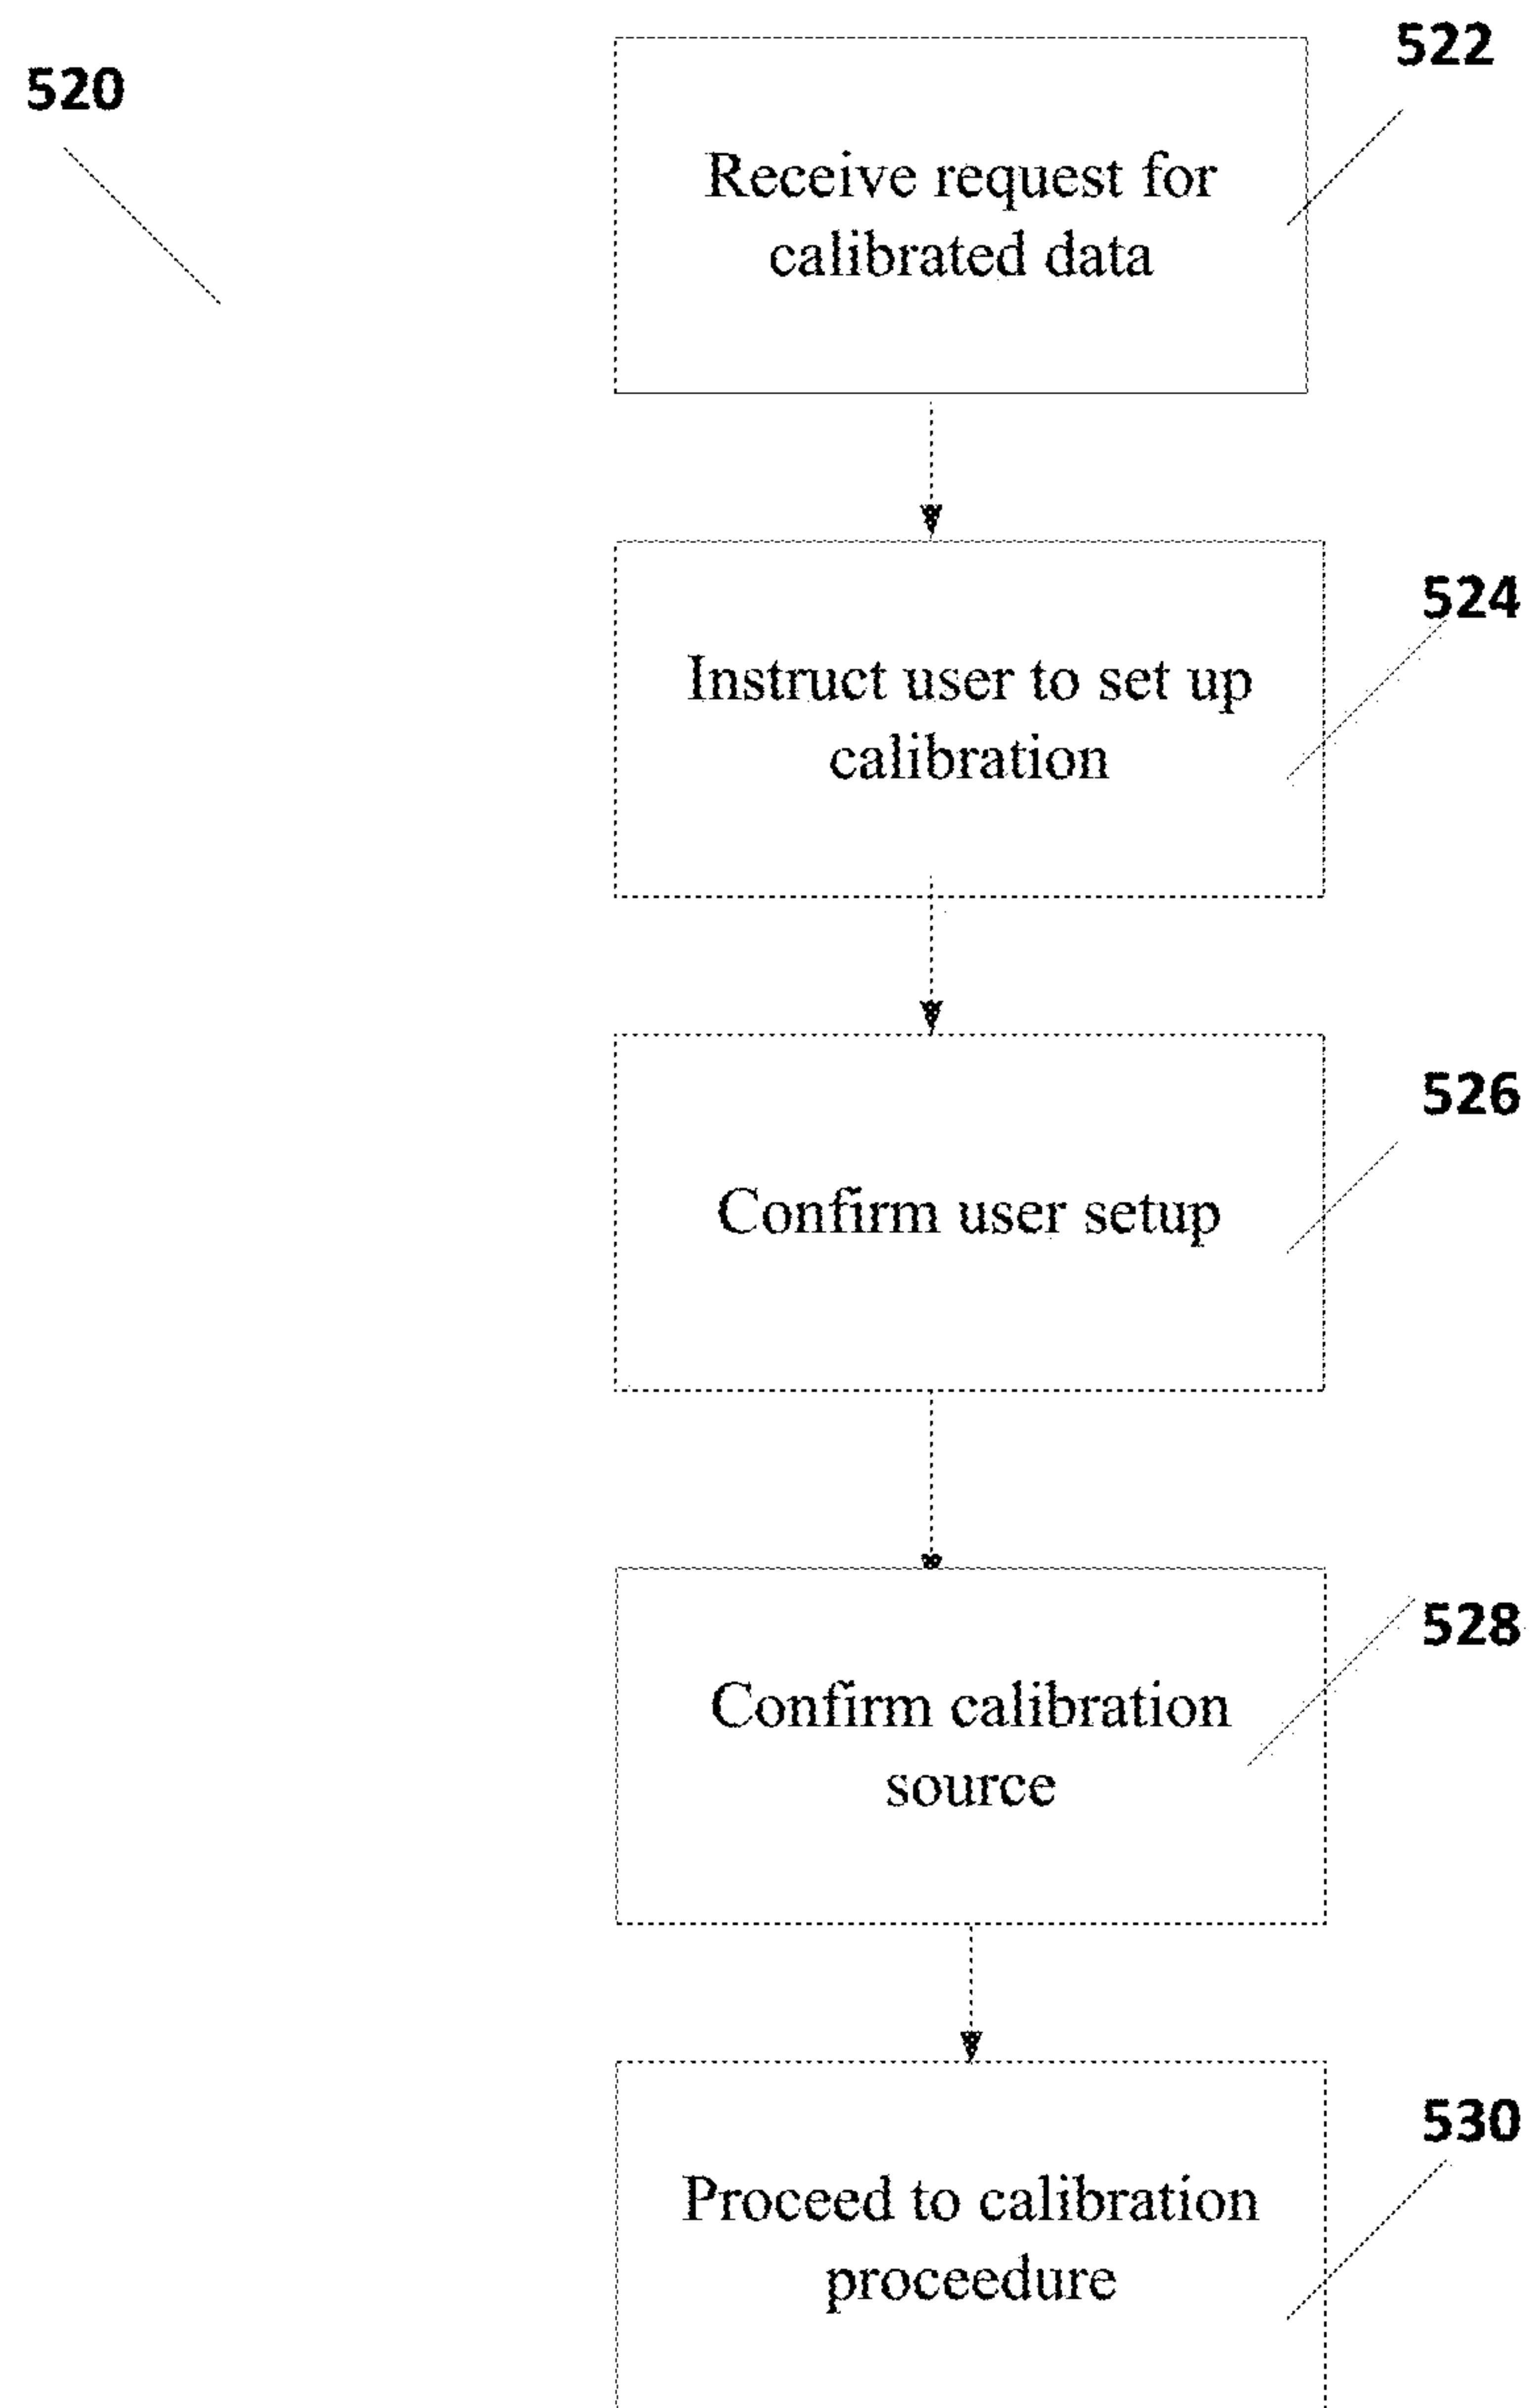 520
522
Receive request for
calibrated data
524
Instruct user to set up
calibration
526
Confirm user setup
528
Confirm calibration
source
530
Proceed to calibration
proceedure